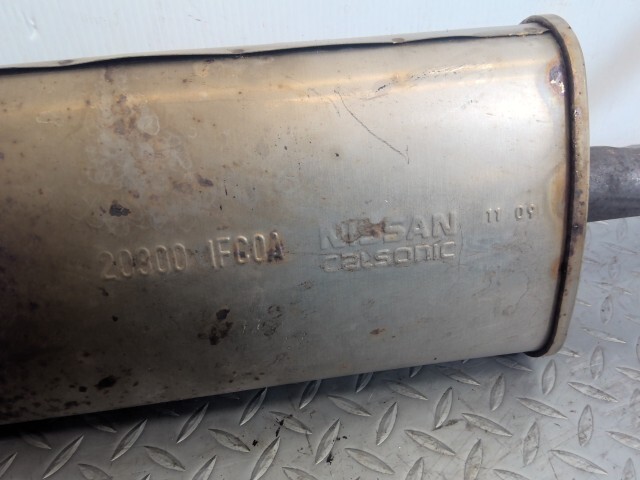 20300 1FC0A
NISSAN
calsonic
11 09